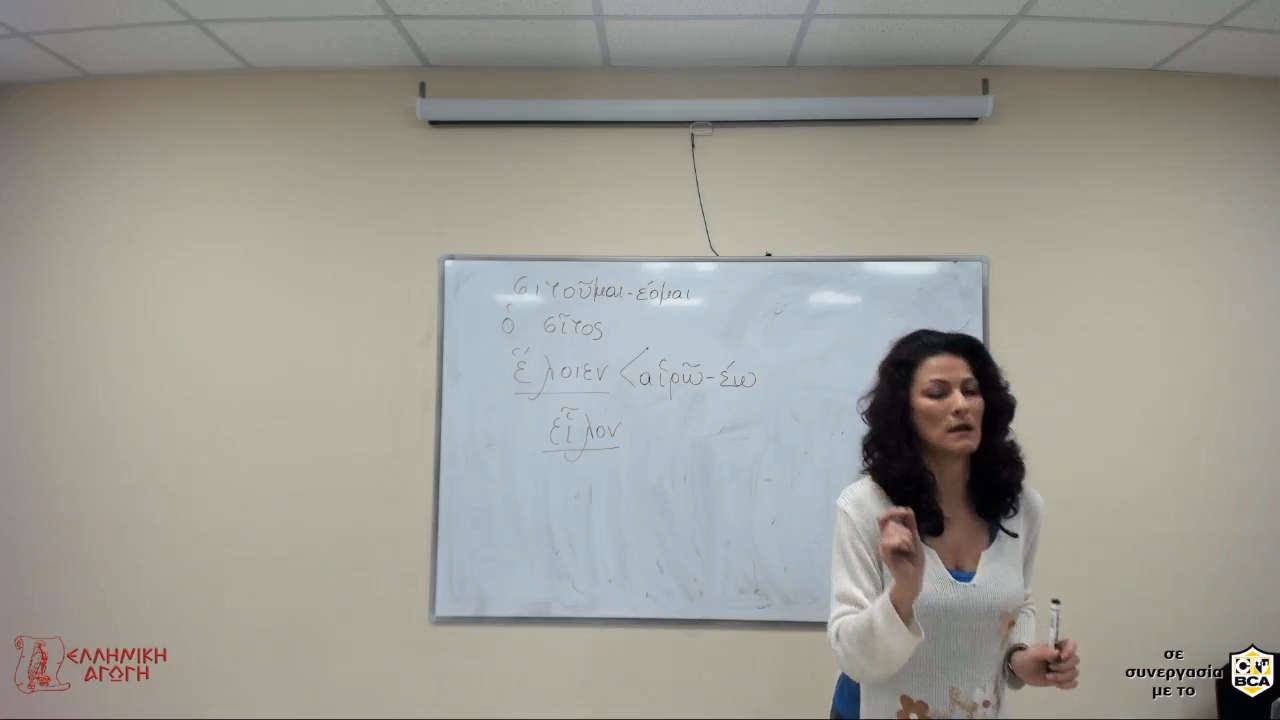 σιτοῦμαι-έομαι
ὁ σῖτος
ἕλοιεν < αἱρῶ-έω
εἷλον
ΕΛΛΗΝΙΚΗ
ΑΓΩΓΗ
σε
συνεργασία
με το
BCA